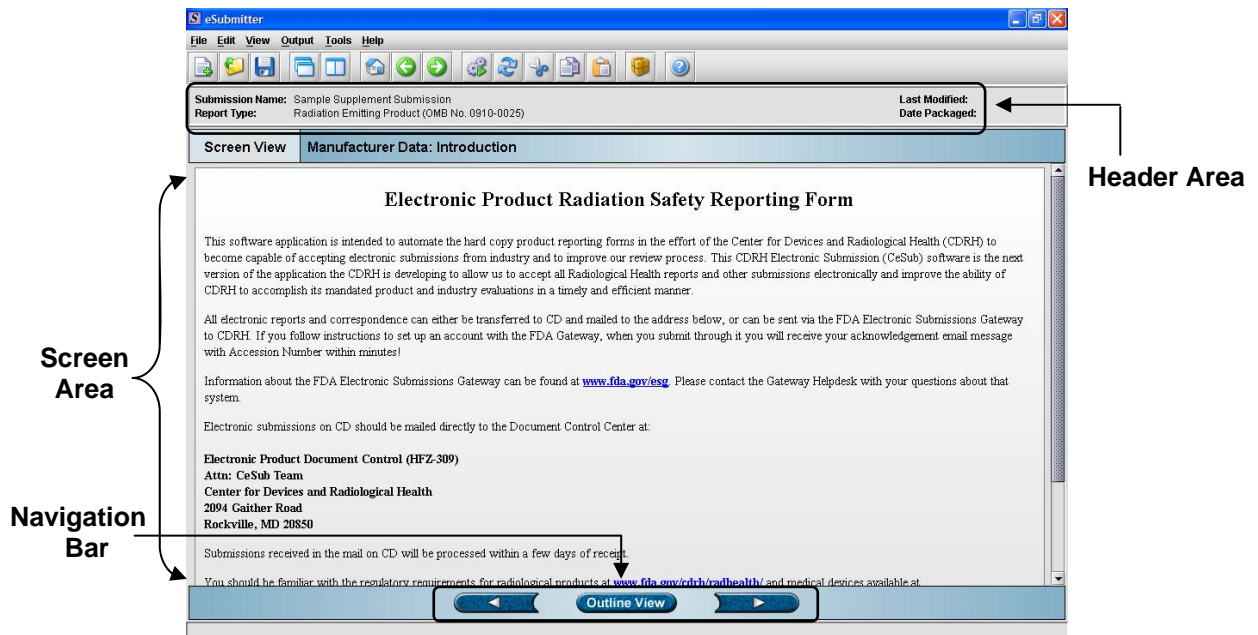 eSubmitter
File Edit View Output Tools Help
Submission Name: Sample Supplement Submission
Last Modified:
Report Type: Radiation Emitting Product (OMB No. 0910-0025)
Date Packaged:
Header Area
Screen View Manufacturer Data: Introduction
Electronic Product Radiation Safety Reporting Form
This software application is intended to automate the hard copy product reporting forms in the effort of the Center for Devices and Radiological Health (CDRH) to
become capable of accepting electronic submissions from industry and to improve our review process. This CDRH Electronic Submission (CeSub) software is the next
version of the application the CDRH is developing to allow us to accept all Radiological Health reports and other submissions electronically and improve the ability of
CDRH to accomplish its mandated product and industry evaluations in a timely and efficient manner.
All electronic reports and correspondence can either be transferred to CD and mailed to the address below, or can be sent via the FDA Electronic Submissions Gateway
to CDRH. If you follow instructions to set up an account with the FDA Gateway, when you submit through it you will receive your acknowledgement email message
with Accession Number within minutes!
Screen
Area
Information about the FDA Electronic Submissions Gateway can be found at www.fda.gov/esg. Please contact the Gateway Helpdesk with your questions about that
system.
Electronic submissions on CD should be mailed directly to the Document Control Center at:
Electronic Product Document Control (HFZ-309)
Attn: CeSub Team
Center for Devices and Radiological Health
2094 Gaither Road
Rockville, MD 20850
Navigation
Bar
Submissions received in the mail on CD will be processed within a few days of receipt.
You should be familiar with the regulatory requirements for radiological products at www.fda.gov/cdrh/radhealth/ and medical devices available at
Outline View